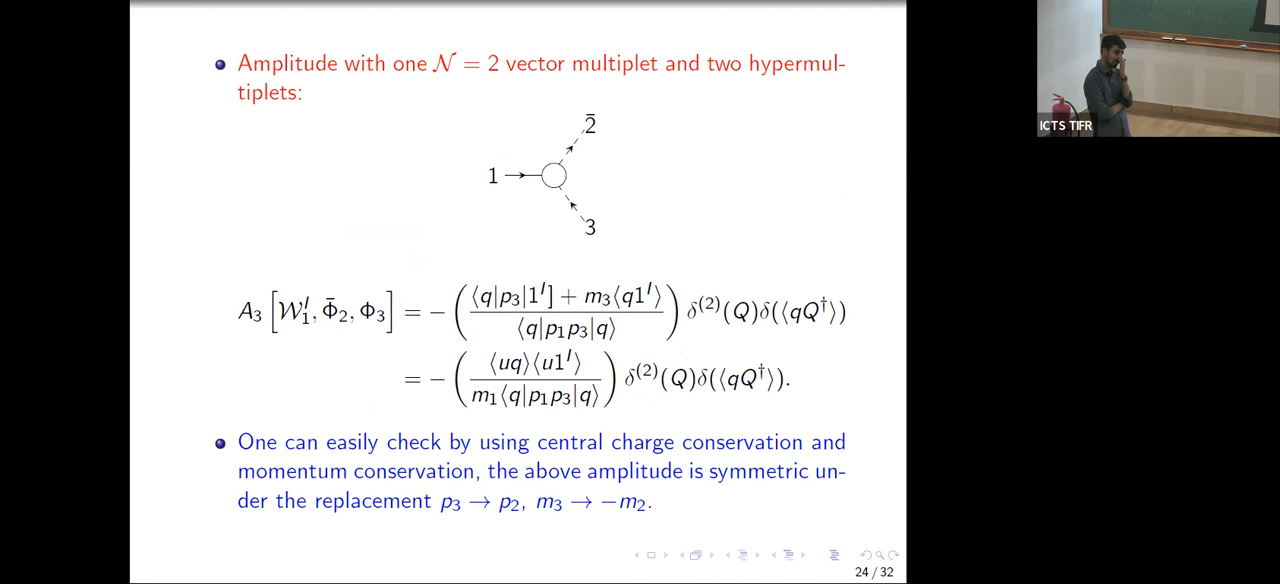 Amplitude with one 𝒩 = 2 vector multiplet and two hypermul-
tiplets:
2̄
1
3
A₃ [𝒲₁ᴵ, Φ̄₂, Φ₃] = − ( (⟨q|p₃|1ᴵ] + m₃⟨q1ᴵ⟩) / ⟨q|p₁p₃|q⟩ ) δ⁽²⁾(Q)δ(⟨qQ†⟩)
= − ( ⟨uq⟩⟨u1ᴵ⟩ / m₁⟨q|p₁p₃|q⟩ ) δ⁽²⁾(Q)δ(⟨qQ†⟩).
One can easily check by using central charge conservation and
momentum conservation, the above amplitude is symmetric un-
der the replacement p₃ → p₂, m₃ → −m₂.
24 / 32
ICTS TIFR